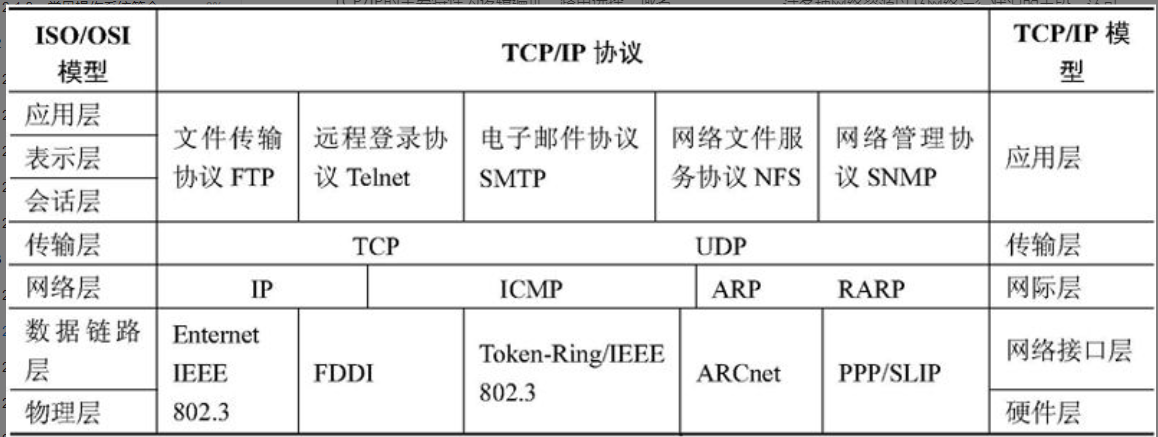 ISO/OSI
模型
TCP/IP 协议
TCP/IP 模
型
应用层
表示层
会话层
文件传输
协议 FTP
远程登录协
议 Telnet
电子邮件协议
SMTP
网络文件服
务协议 NFS
网络管理协
议 SNMP
应用层
传输层
TCP
UDP
传输层
网络层
IP
ICMP
ARP
RARP
网际层
数据链路
层
物理层
Enternet
IEEE
802.3
FDDI
Token-Ring/IEEE
802.3
ARCnet
PPP/SLIP
网络接口层
硬件层